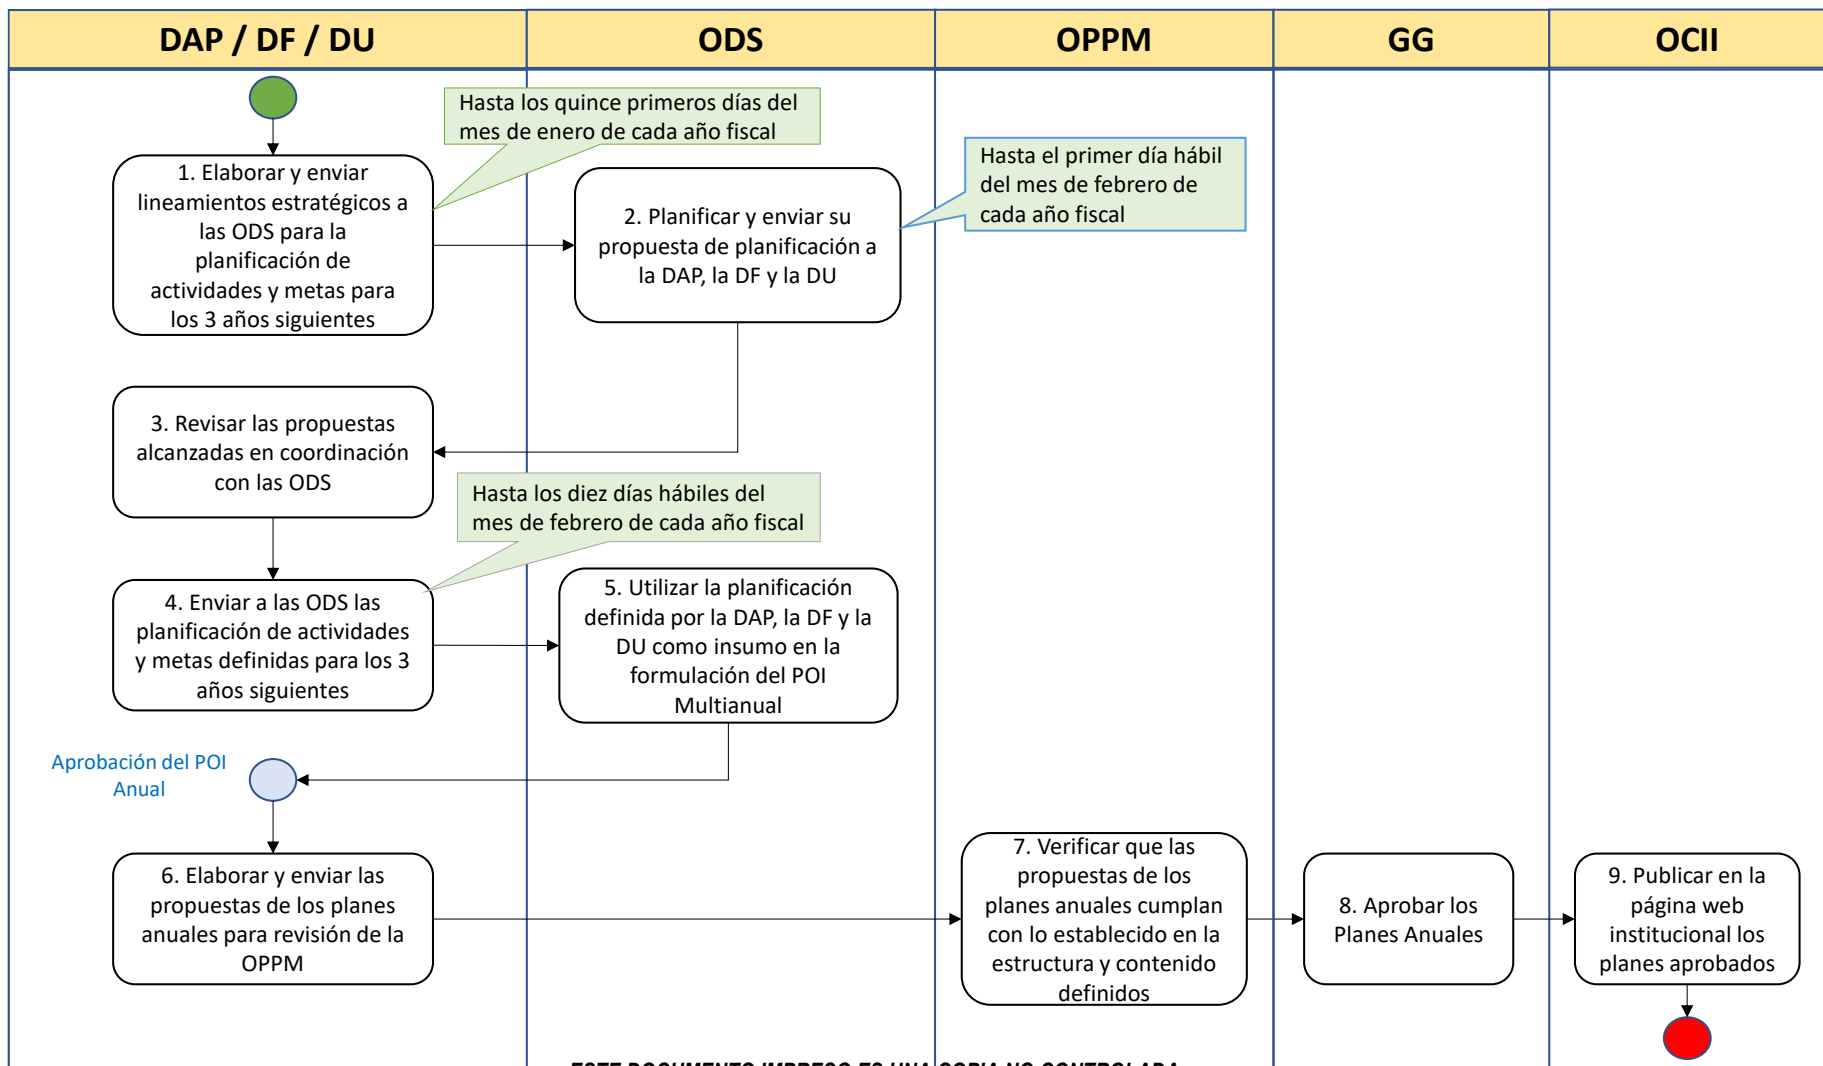 DAP / DF / DU
ODS
OPPM
GG
OCII
Hasta los quince primeros días del
mes de enero de cada año fiscal
Hasta el primer día hábil
del mes de febrero de
cada año fiscal
1. Elaborar y enviar
lineamientos estratégicos a
las ODS para la
planificación de
actividades y metas para
los 3 años siguientes
2. Planificar y enviar su
propuesta de planificación a
la DAP, la DF y la DU
3. Revisar las propuestas
alcanzadas en coordinación
con las ODS
Hasta los diez días hábiles del
mes de febrero de cada año fiscal
4. Enviar a las ODS las
planificación de actividades
y metas definidas para los 3
años siguientes
5. Utilizar la planificación
definida por la DAP, la DF y la
DU como insumo en la
formulación del POI
Multianual
Aprobación del POI
Anual
6. Elaborar y enviar las
propuestas de los planes
anuales para revisión de la
OPPM
7. Verificar que las
propuestas de los
planes anuales cumplan
con lo establecido en la
estructura y contenido
definidos
8. Aprobar los
Planes Anuales
9. Publicar en la
página web
institucional los
planes aprobados
ESTE DOCUMENTO IMPRESO ES UNA COPIA NO CONTROLADA